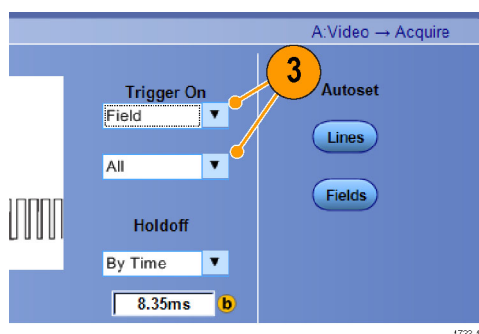 A:Video → Acquire
3
Trigger On
Autoset
Field
Lines
All
Fields
Holdoff
By Time
8.35ms
b